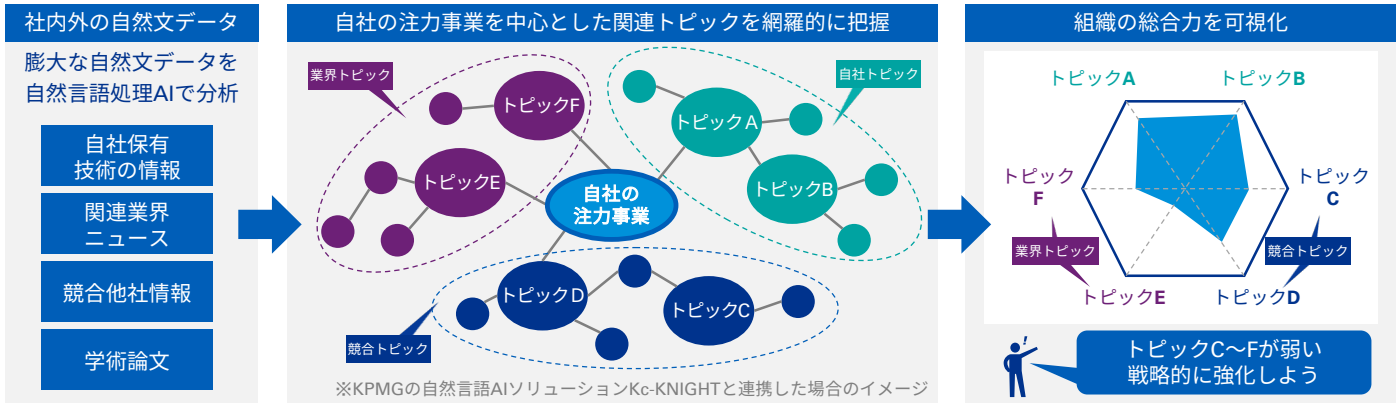 社内外の自然文データ
膨大な自然文データを
自然言語処理AIで分析
自社保有
技術の情報
関連業界
ニュース
競合他社情報
学術論文
自社の注力事業を中心とした関連トピックを網羅的に把握
業界トピック
自社トピック
トピックF
トピックA
トピックE
トピックB
自社の
注力事業
トピックD
トピックC
競合トピック
※KPMGの自然言語AIソリューションKc-KNIGHTと連携した場合のイメージ
組織の総合力を可視化
トピックA
トピックB
トピック
F
トピック
C
業界トピック
競合トピック
トピックE
トピックD
!
トピックC～Fが弱い
戦略的に強化しよう